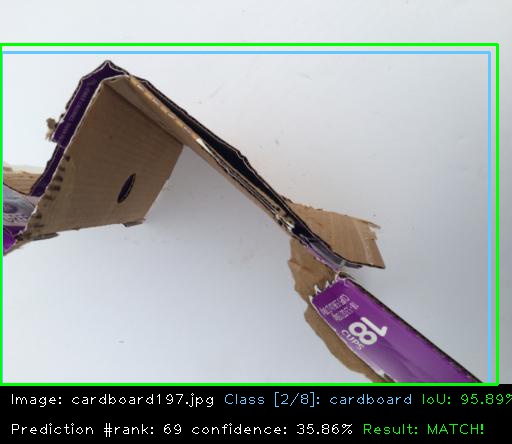 18
CUPS
Image: cardboard197.jpg Class [2/8]: cardboard IoU: 95.89%
Prediction #rank: 69 confidence: 35.86% Result: MATCH!